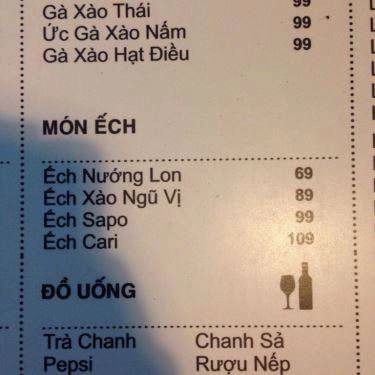 Gà Xào Thái 99
Ức Gà Xào Nấm 99
Gà Xào Hạt Điều 99
MÓN ẾCH
Ếch Nướng Lon 69
Ếch Xào Ngũ Vị 89
Ếch Sapo 99
Ếch Cari 109
ĐỒ UỐNG
Trà Chanh Chanh Sả
Pepsi Rượu Nếp